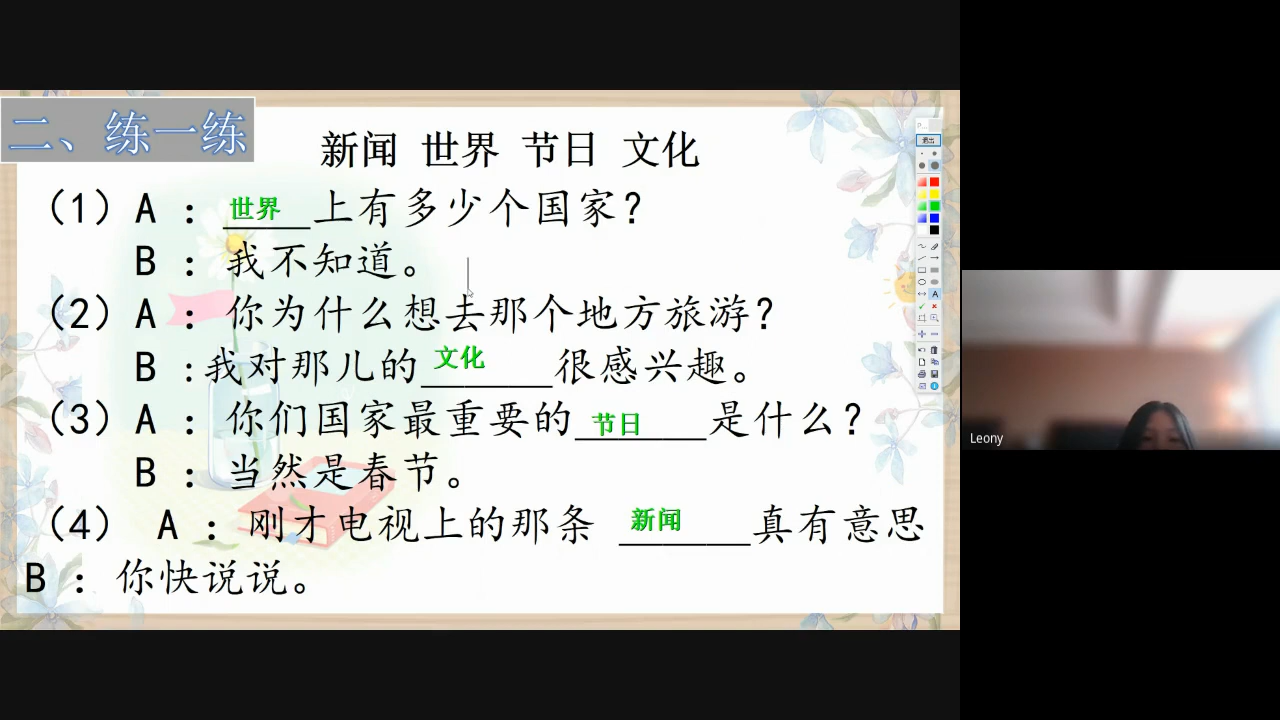 二、练一练
新闻 世界 节日 文化
（1）A ：世界上有多少个国家？
B ：我不知道。
（2）A ：你为什么想去那个地方旅游？
B :我对那儿的文化很感兴趣。
（3）A ：你们国家最重要的节日是什么？
B ：当然是春节。
（4） A ：刚才电视上的那条 新闻真有意思
B ：你快说说。
退出
A
Leony